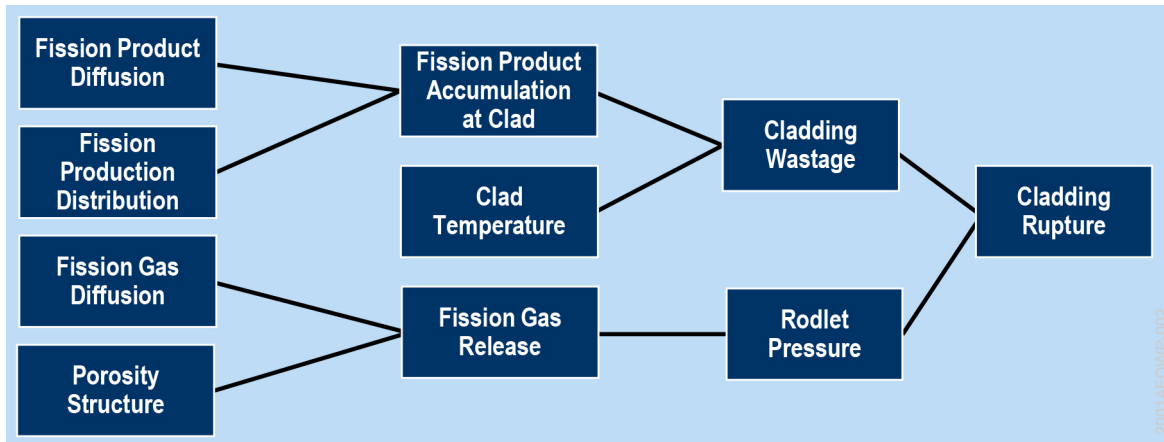 Fission Product
Diffusion
Fission
Production
Distribution
Fission Gas
Diffusion
Porosity
Structure
Fission Product
Accumulation
at Clad
Clad
Temperature
Fission Gas
Release
Cladding
Wastage
Rodlet
Pressure
Cladding
Rupture